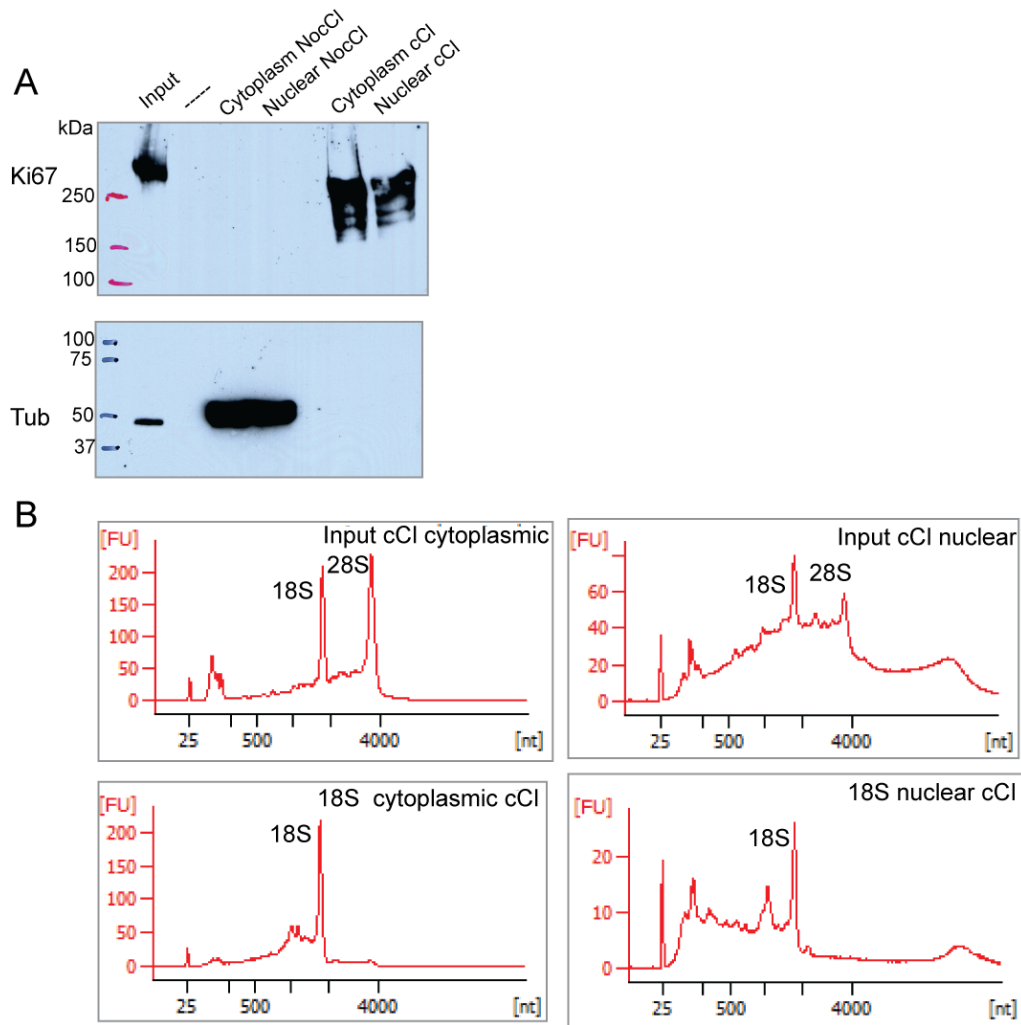 A
Input
-----
Cytoplasm NocCl
Nuclear NocCl
Cytoplasm cCl
Nuclear cCl
kDa
Ki67
250
150
100
100
75
Tub
50
37
B
Input cCl cytoplasmic
[FU]
200
150
100
50
0
18S
28S
25
500
4000
[nt]
Input cCl nuclear
[FU]
60
40
20
0
18S
28S
25
500
4000
[nt]
18S cytoplasmic cCl
[FU]
200
150
100
50
0
18S
25
500
4000
[nt]
18S nuclear cCl
[FU]
20
10
0
18S
25
500
4000
[nt]